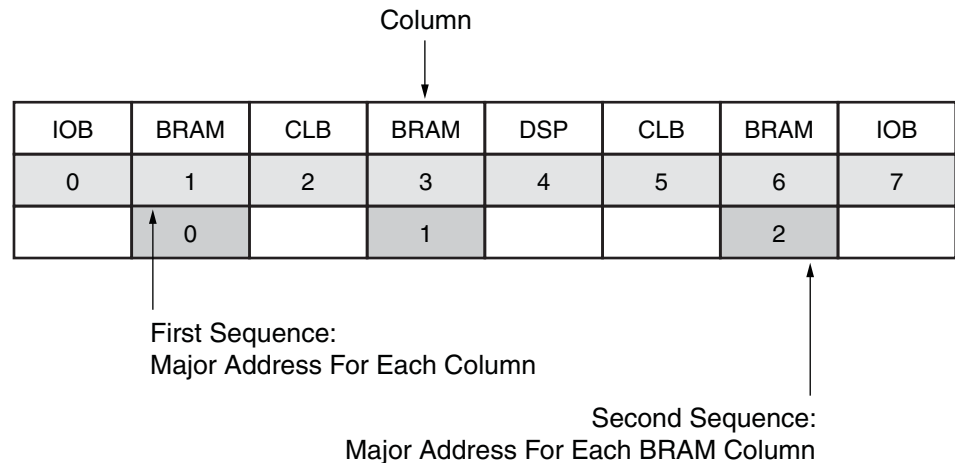 Column
IOB BRAM CLB BRAM DSP CLB BRAM IOB
0 1 2 3 4 5 6 7
0 1 2
First Sequence:
Major Address For Each Column
Second Sequence:
Major Address For Each BRAM Column